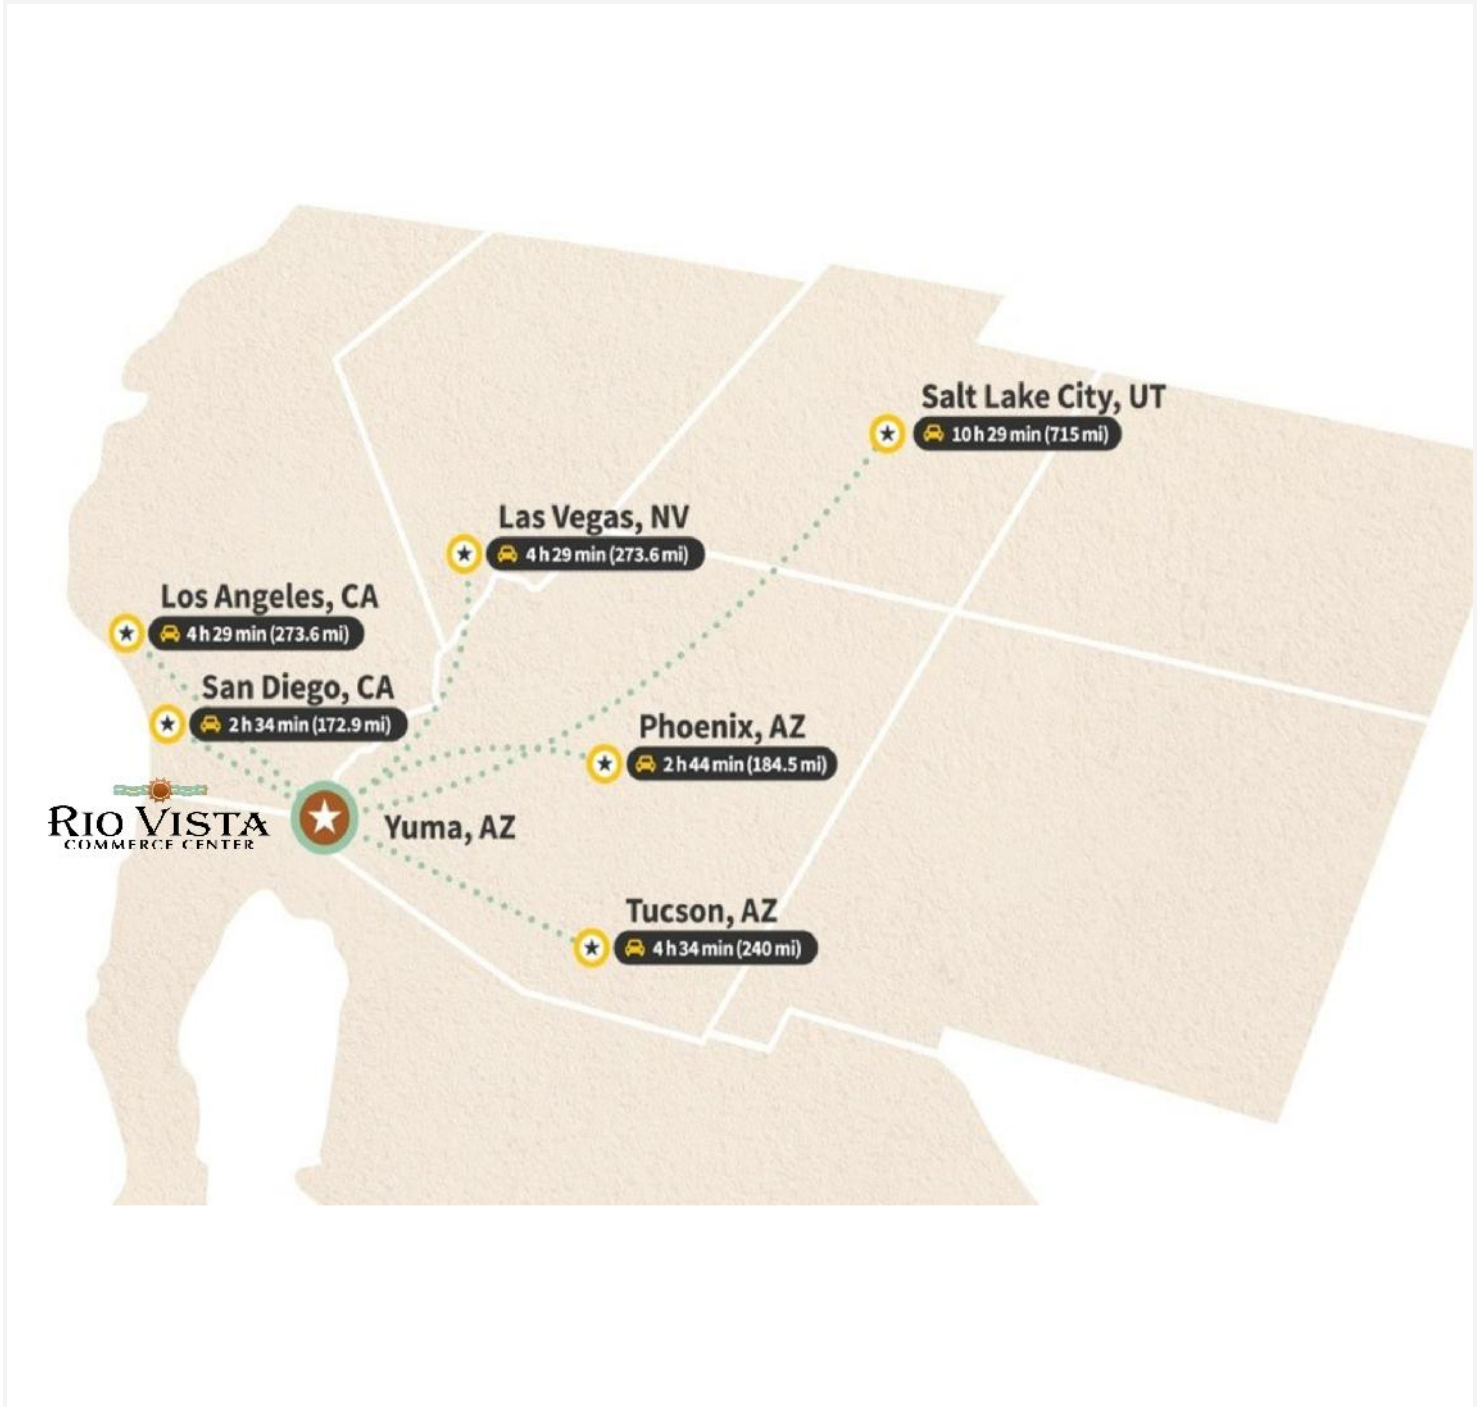 Salt Lake City, UT
10 h 29 min (715 mi)
Las Vegas, NV
4 h 29 min (273.6 mi)
Los Angeles, CA
4 h 29 min (273.6 mi)
San Diego, CA
2 h 34 min (172.9 mi)
Phoenix, AZ
2 h 44 min (184.5 mi)
RIO VISTA
COMMERCE CENTER
Yuma, AZ
Tucson, AZ
4 h 34 min (240 mi)